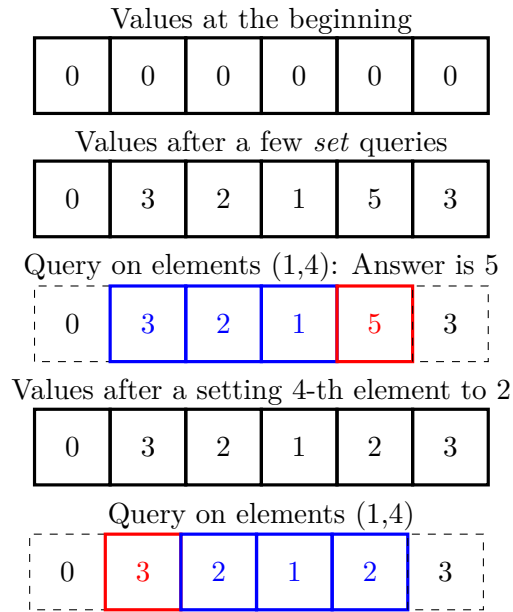 Values at the beginning
0 0 0 0 0 0
Values after a few set queries
0 3 2 1 5 3
Query on elements (1,4): Answer is 5
0 3 2 1 5 3
Values after a setting 4-th element to 2
0 3 2 1 2 3
Query on elements (1,4)
0 3 2 1 2 3